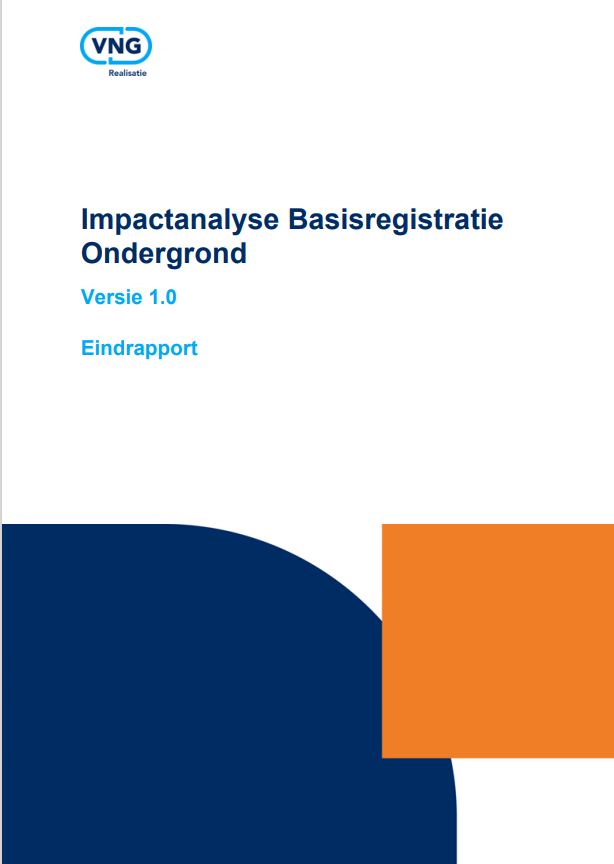 VNG
Realisatie
Impactanalyse Basisregistratie
Ondergrond
Versie 1.0
Eindrapport